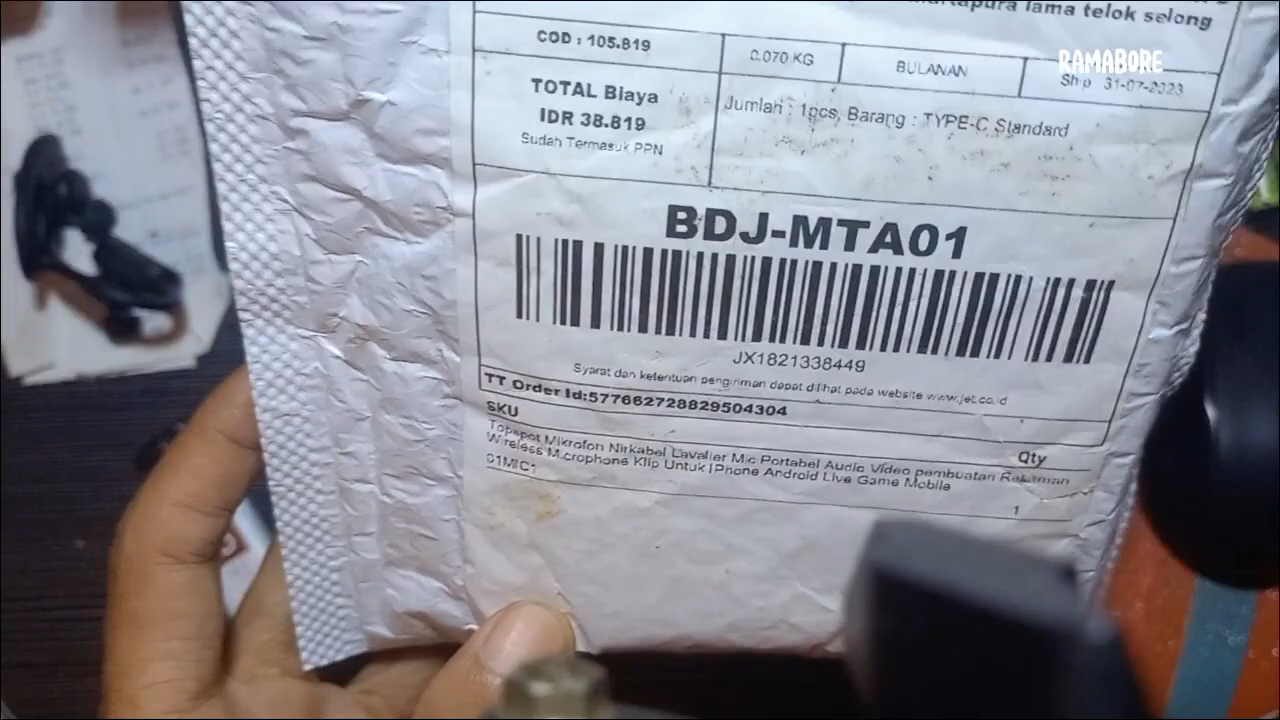 lama telok selong
RAMABORE
COD : 105.819
0.070 KG
BULANAN
Ship 31-07-2023
TOTAL Biaya
IDR 38.819
Sudah Termasuk PPN
Jumlah : 1pcs, Barang : TYPE-C Standard
BDJ-MTA01
JX1821338449
Syarat dan ketentuan pengiriman dapat dilihat pada website www.jet.co.id
TT Order Id:577662728829504304
SKU
Qty
Topspot Mikrofon Nirkabel Lavalier Mic Portabel Audio Video pembuatan Rekaman
Wireless Microphone Klip Untuk IPhone Android Live Game Mobile
01MIC1
1